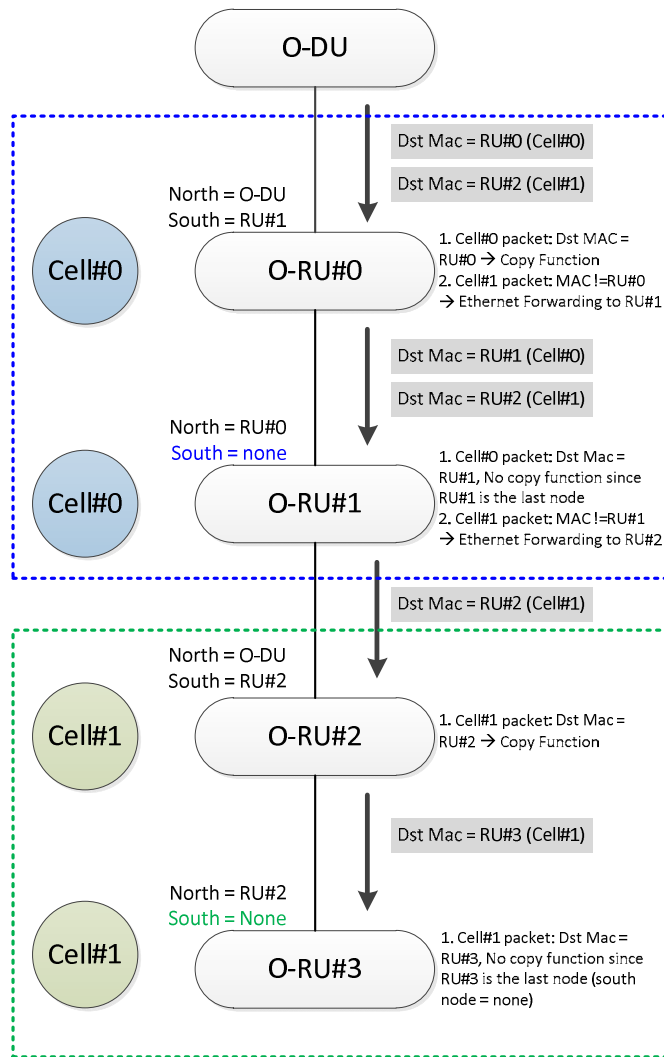 O-DU
Dst Mac = RU#0 (Cell#0)
Dst Mac = RU#2 (Cell#1)
North = O-DU
South = RU#1
Cell#0
O-RU#0
1. Cell#0 packet: Dst MAC =
RU#0 → Copy Function
2. Cell#1 packet: MAC !=RU#0
→ Ethernet Forwarding to RU#1
Dst Mac = RU#1 (Cell#0)
Dst Mac = RU#2 (Cell#1)
North = RU#0
South = none
Cell#0
O-RU#1
1. Cell#0 packet: Dst Mac =
RU#1, No copy function since
RU#1 is the last node
2. Cell#1 packet: MAC !=RU#1
→ Ethernet Forwarding to RU#2
Dst Mac = RU#2 (Cell#1)
North = O-DU
South = RU#2
Cell#1
O-RU#2
1. Cell#1 packet: Dst Mac =
RU#2 → Copy Function
Dst Mac = RU#3 (Cell#1)
North = RU#2
South = None
Cell#1
O-RU#3
1. Cell#1 packet: Dst Mac =
RU#3, No copy function since
RU#3 is the last node (south
node = none)